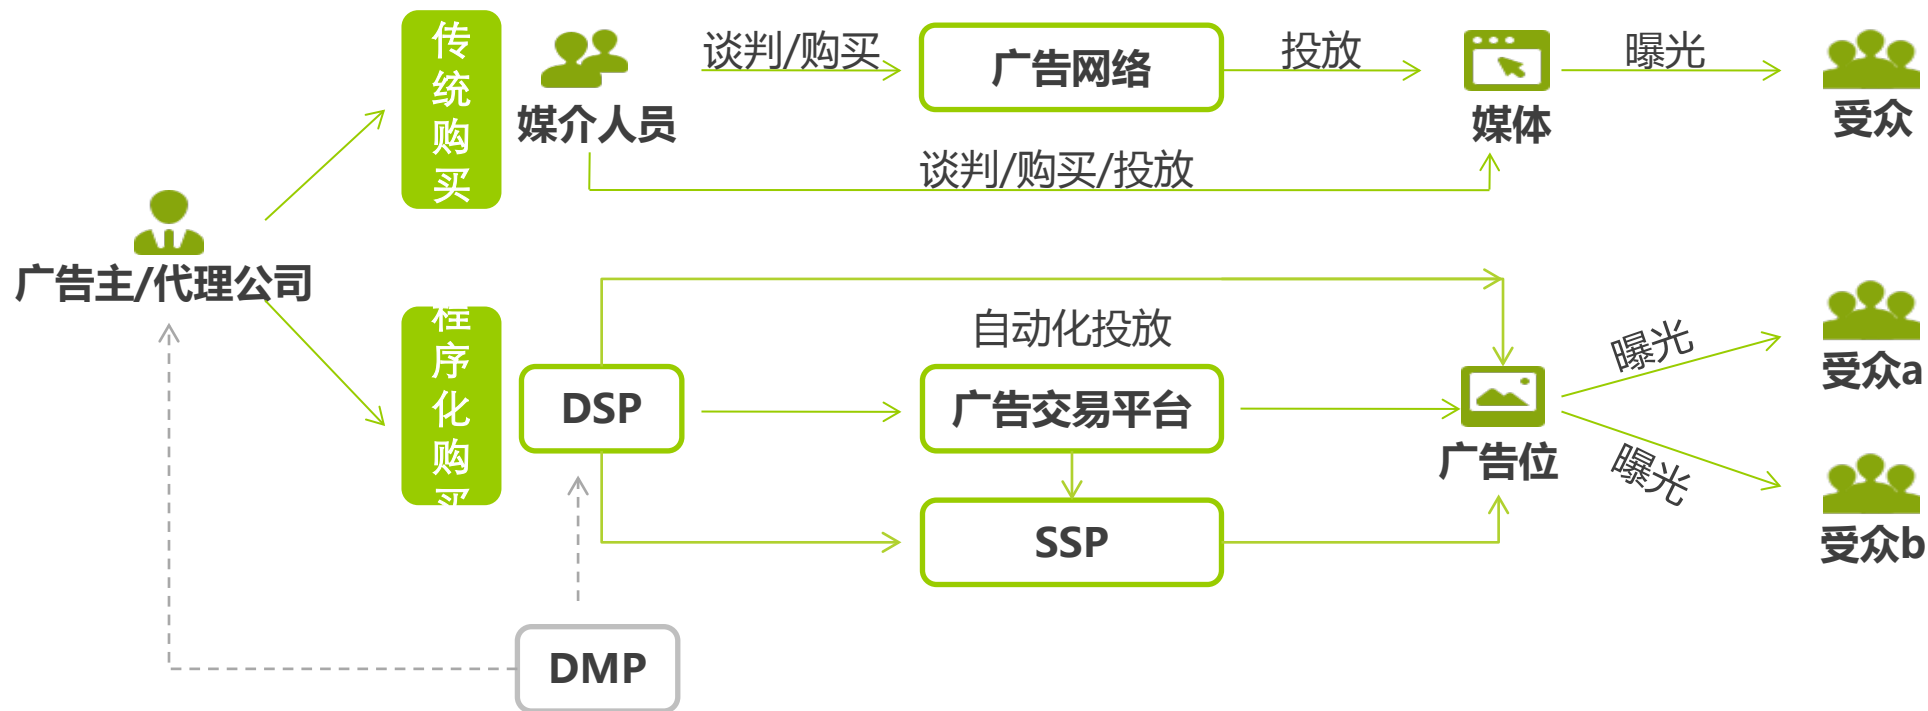 传统购买
谈判/购买
广告网络
投放
曝光
媒介人员
媒体
受众
谈判/购买/投放
广告主/代理公司
程序化购买
自动化投放
DSP
广告交易平台
广告位
曝光
受众a
曝光
SSP
受众b
DMP